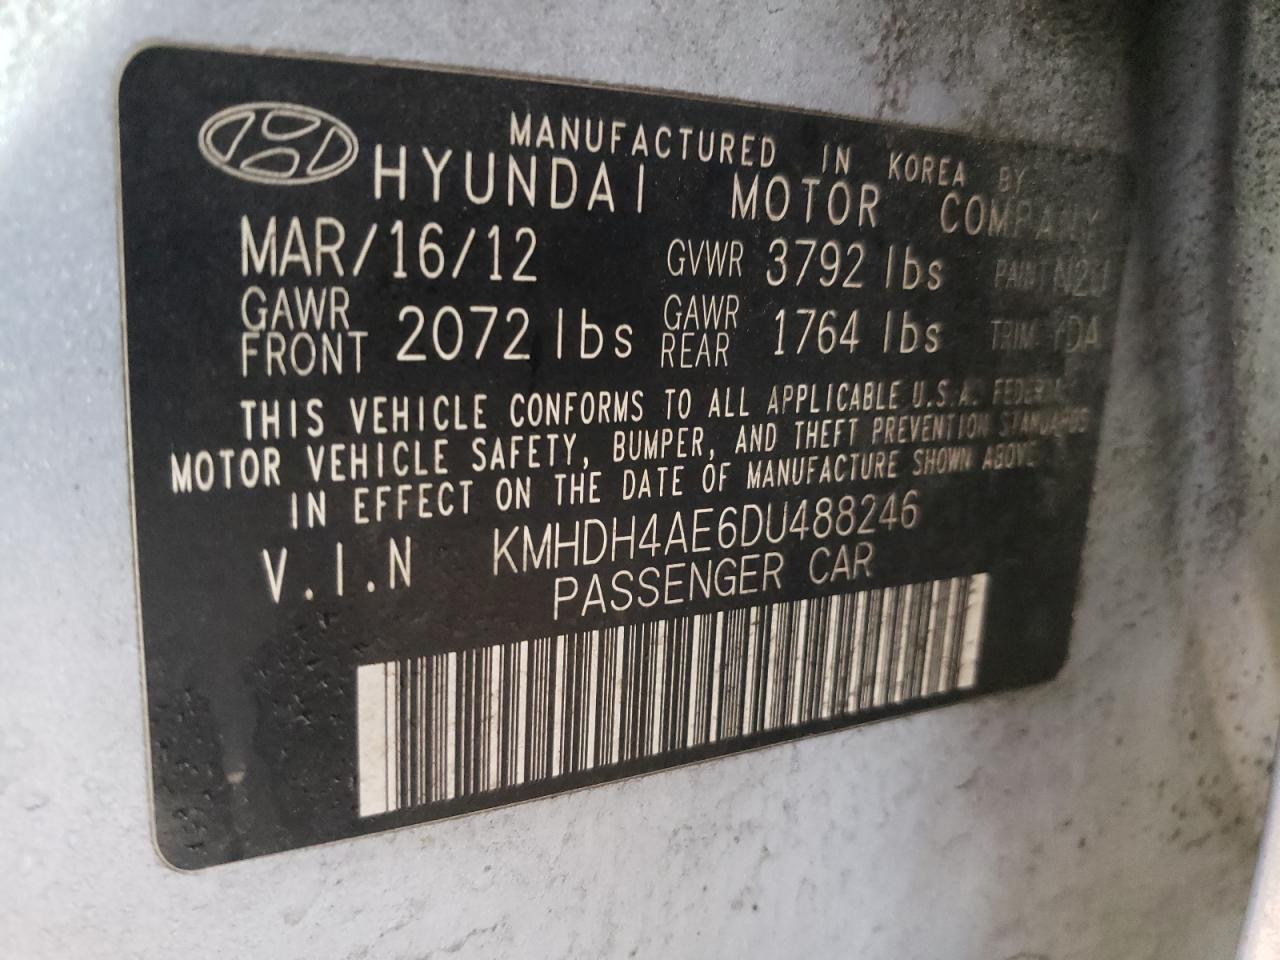 MANUFACTURED IN KOREA BY
HYUNDAI MOTOR COMPANY
MAR/16/12 GVWR 3792 lbs PAINT
GAWR FRONT 2072 lbs GAWR REAR 1764 lbs TRIM YDA
THIS VEHICLE CONFORMS TO ALL APPLICABLE U.S.A. FEDERAL
MOTOR VEHICLE SAFETY, BUMPER, AND THEFT PREVENTION STANDARDS
IN EFFECT ON THE DATE OF MANUFACTURE SHOWN ABOVE
V.I.N KMHDH4AE6DU488246
PASSENGER CAR